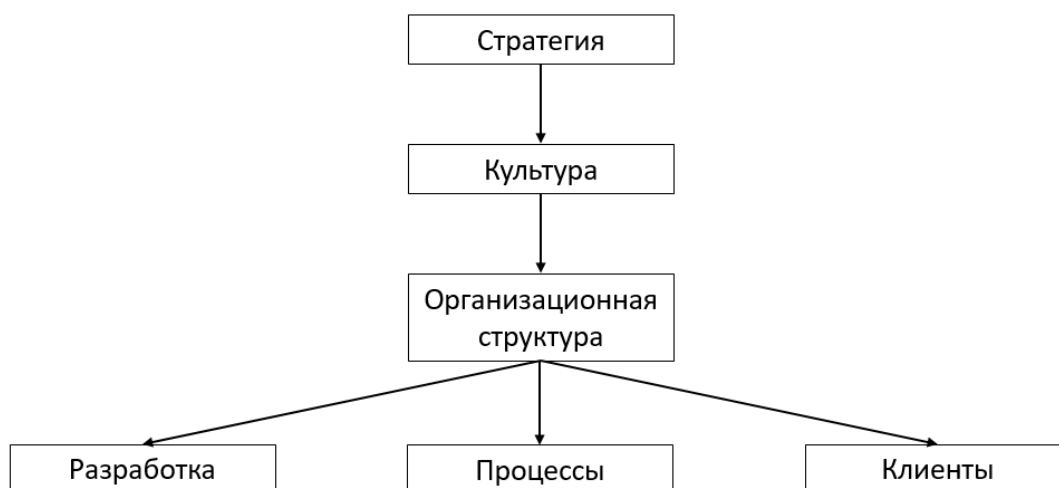 Стратегия
Культура
Организационная
структура
Разработка
Процессы
Клиенты